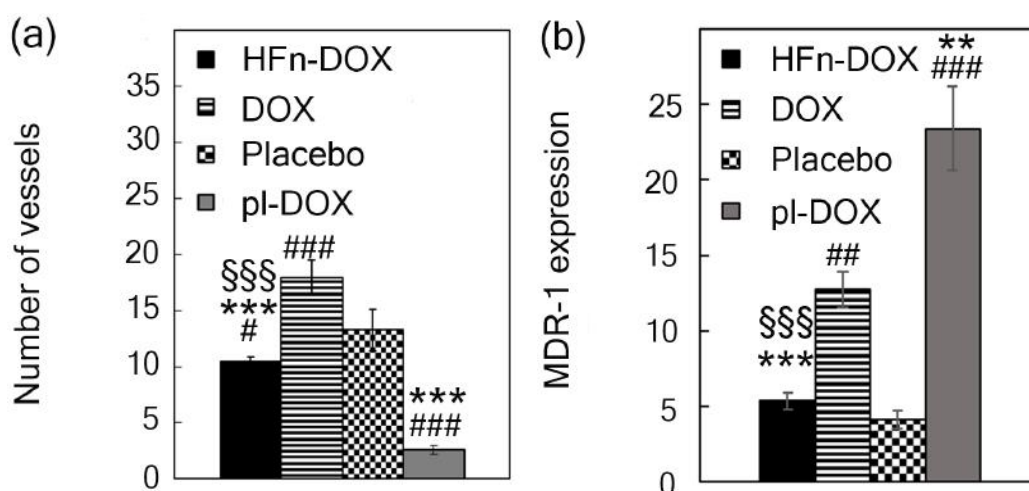 (a)
Number of vesssels
35
30
25
20
15
10
5
0
HFn-DOX
DOX
Placebo
pl-DOX
§§§
***
#
###
***
###
(b)
MDR-1 expression
25
20
15
10
5
0
HFn-DOX
DOX
Placebo
pl-DOX
§§§
***
##
**
###